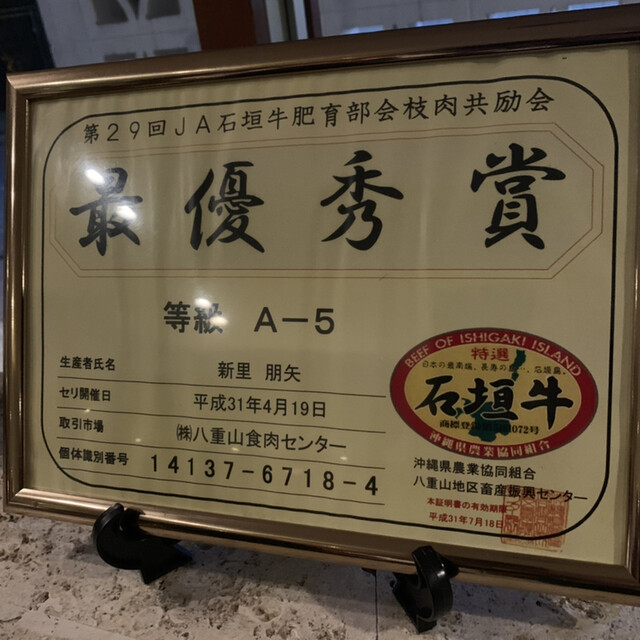 第29回JA石垣牛肥育部会枝肉共励会
最優秀賞
等級 A-5
生産者氏名 新里 朋矢
セリ開催日 平成31年4月19日
取引市場 ㈱八重山食肉センター
個体識別番号 14137-6718-4
BEEF OF ISHIGAKI ISLAND
特選
石垣牛
沖縄県農業協同組合
沖縄県農業協同組合
八重山地区畜産振興センター
本証明書の有効期限
平成31年7月18日